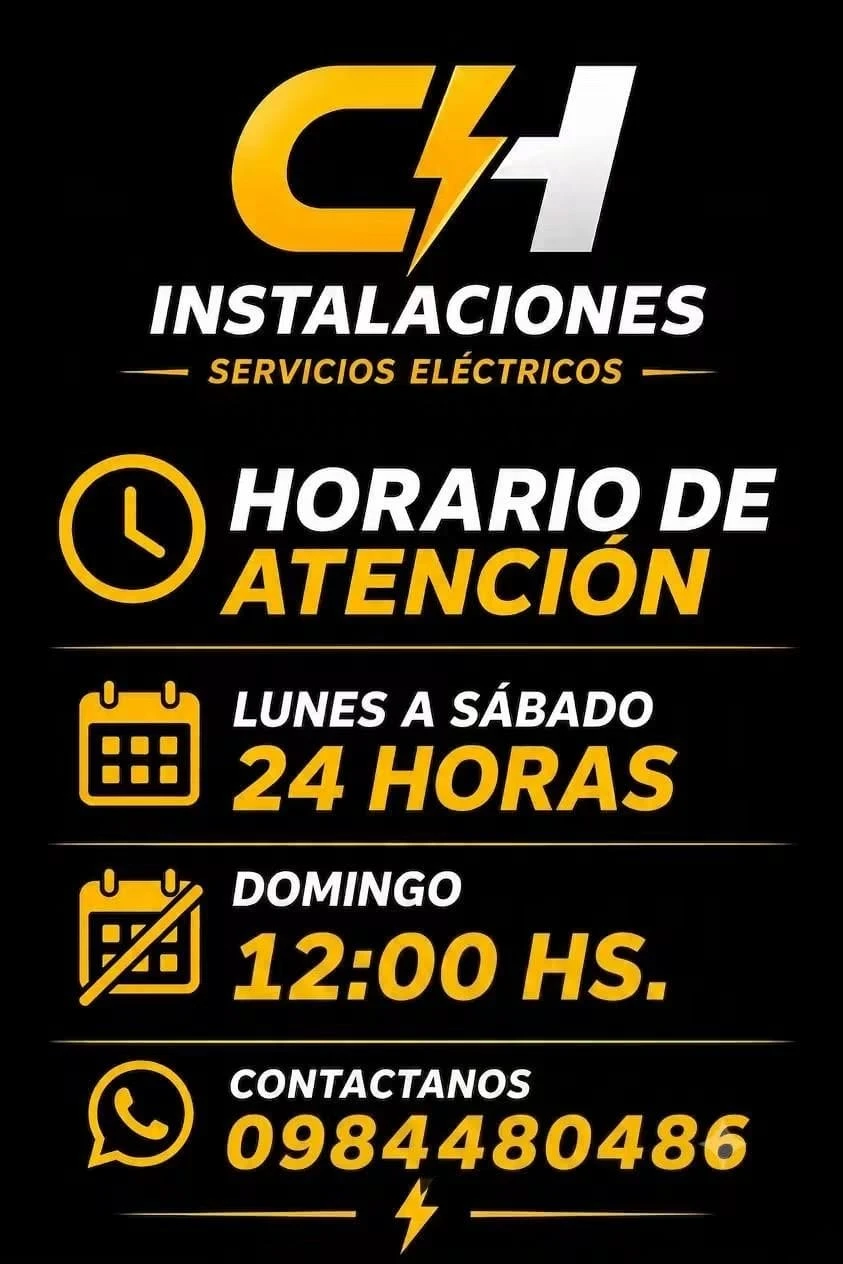 CH
INSTALACIONES
SERVICIOS ELÉCTRICOS
HORARIO DE
ATENCIÓN
LUNES A SÁBADO
24 HORAS
DOMINGO
12:00 HS.
CONTACTANOS
0984480486